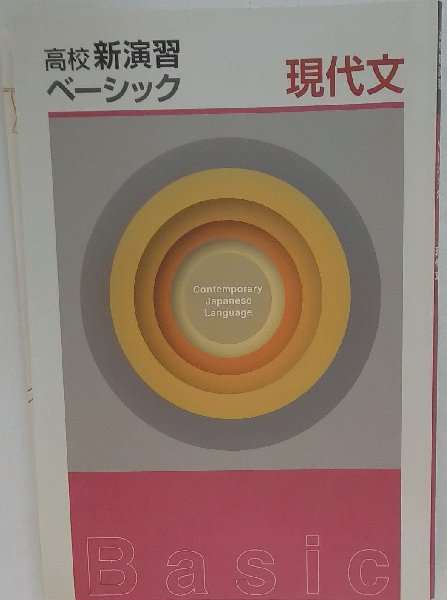 高校 新演習
ベーシック
現代文
Contemporary
Japanese
Language
Basic